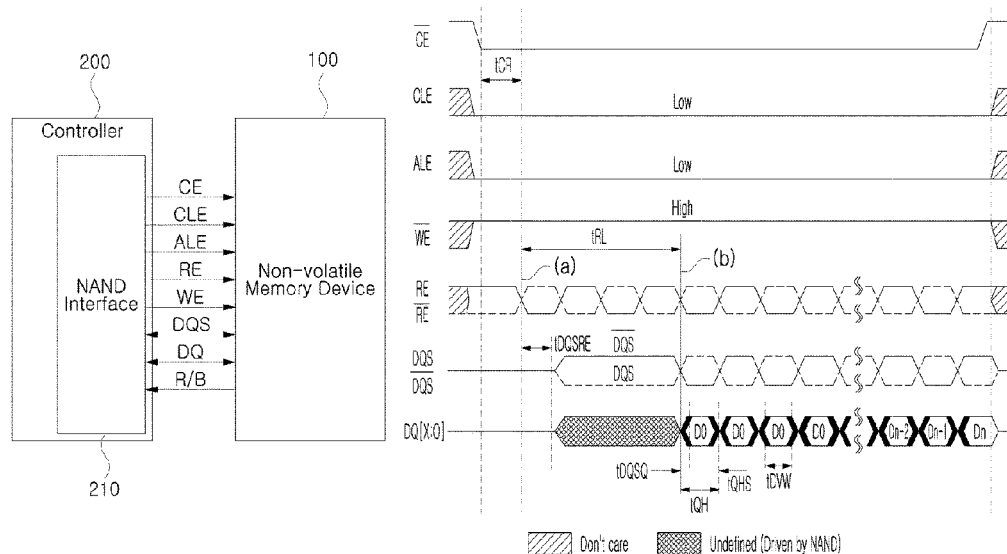 200
100
Controller
NAND
Interface
210
CE
CLE
ALE
RE
WE
DQS
DQ
R/B
Non-volatile
Memory Device
CE
tCR
CLE
Low
ALE
Low
High
WE
tRL
(a)
(b)
RE
RE
tDQSRE
DQS
DQS
DQS
DQS
DQ[X:0]
D0
D0
D0
D0
Dn-2
Dn-1
Dn
tDQSQ
tQHS
tDVW
tQH
Don't care
Undefined (Driven by NAND)